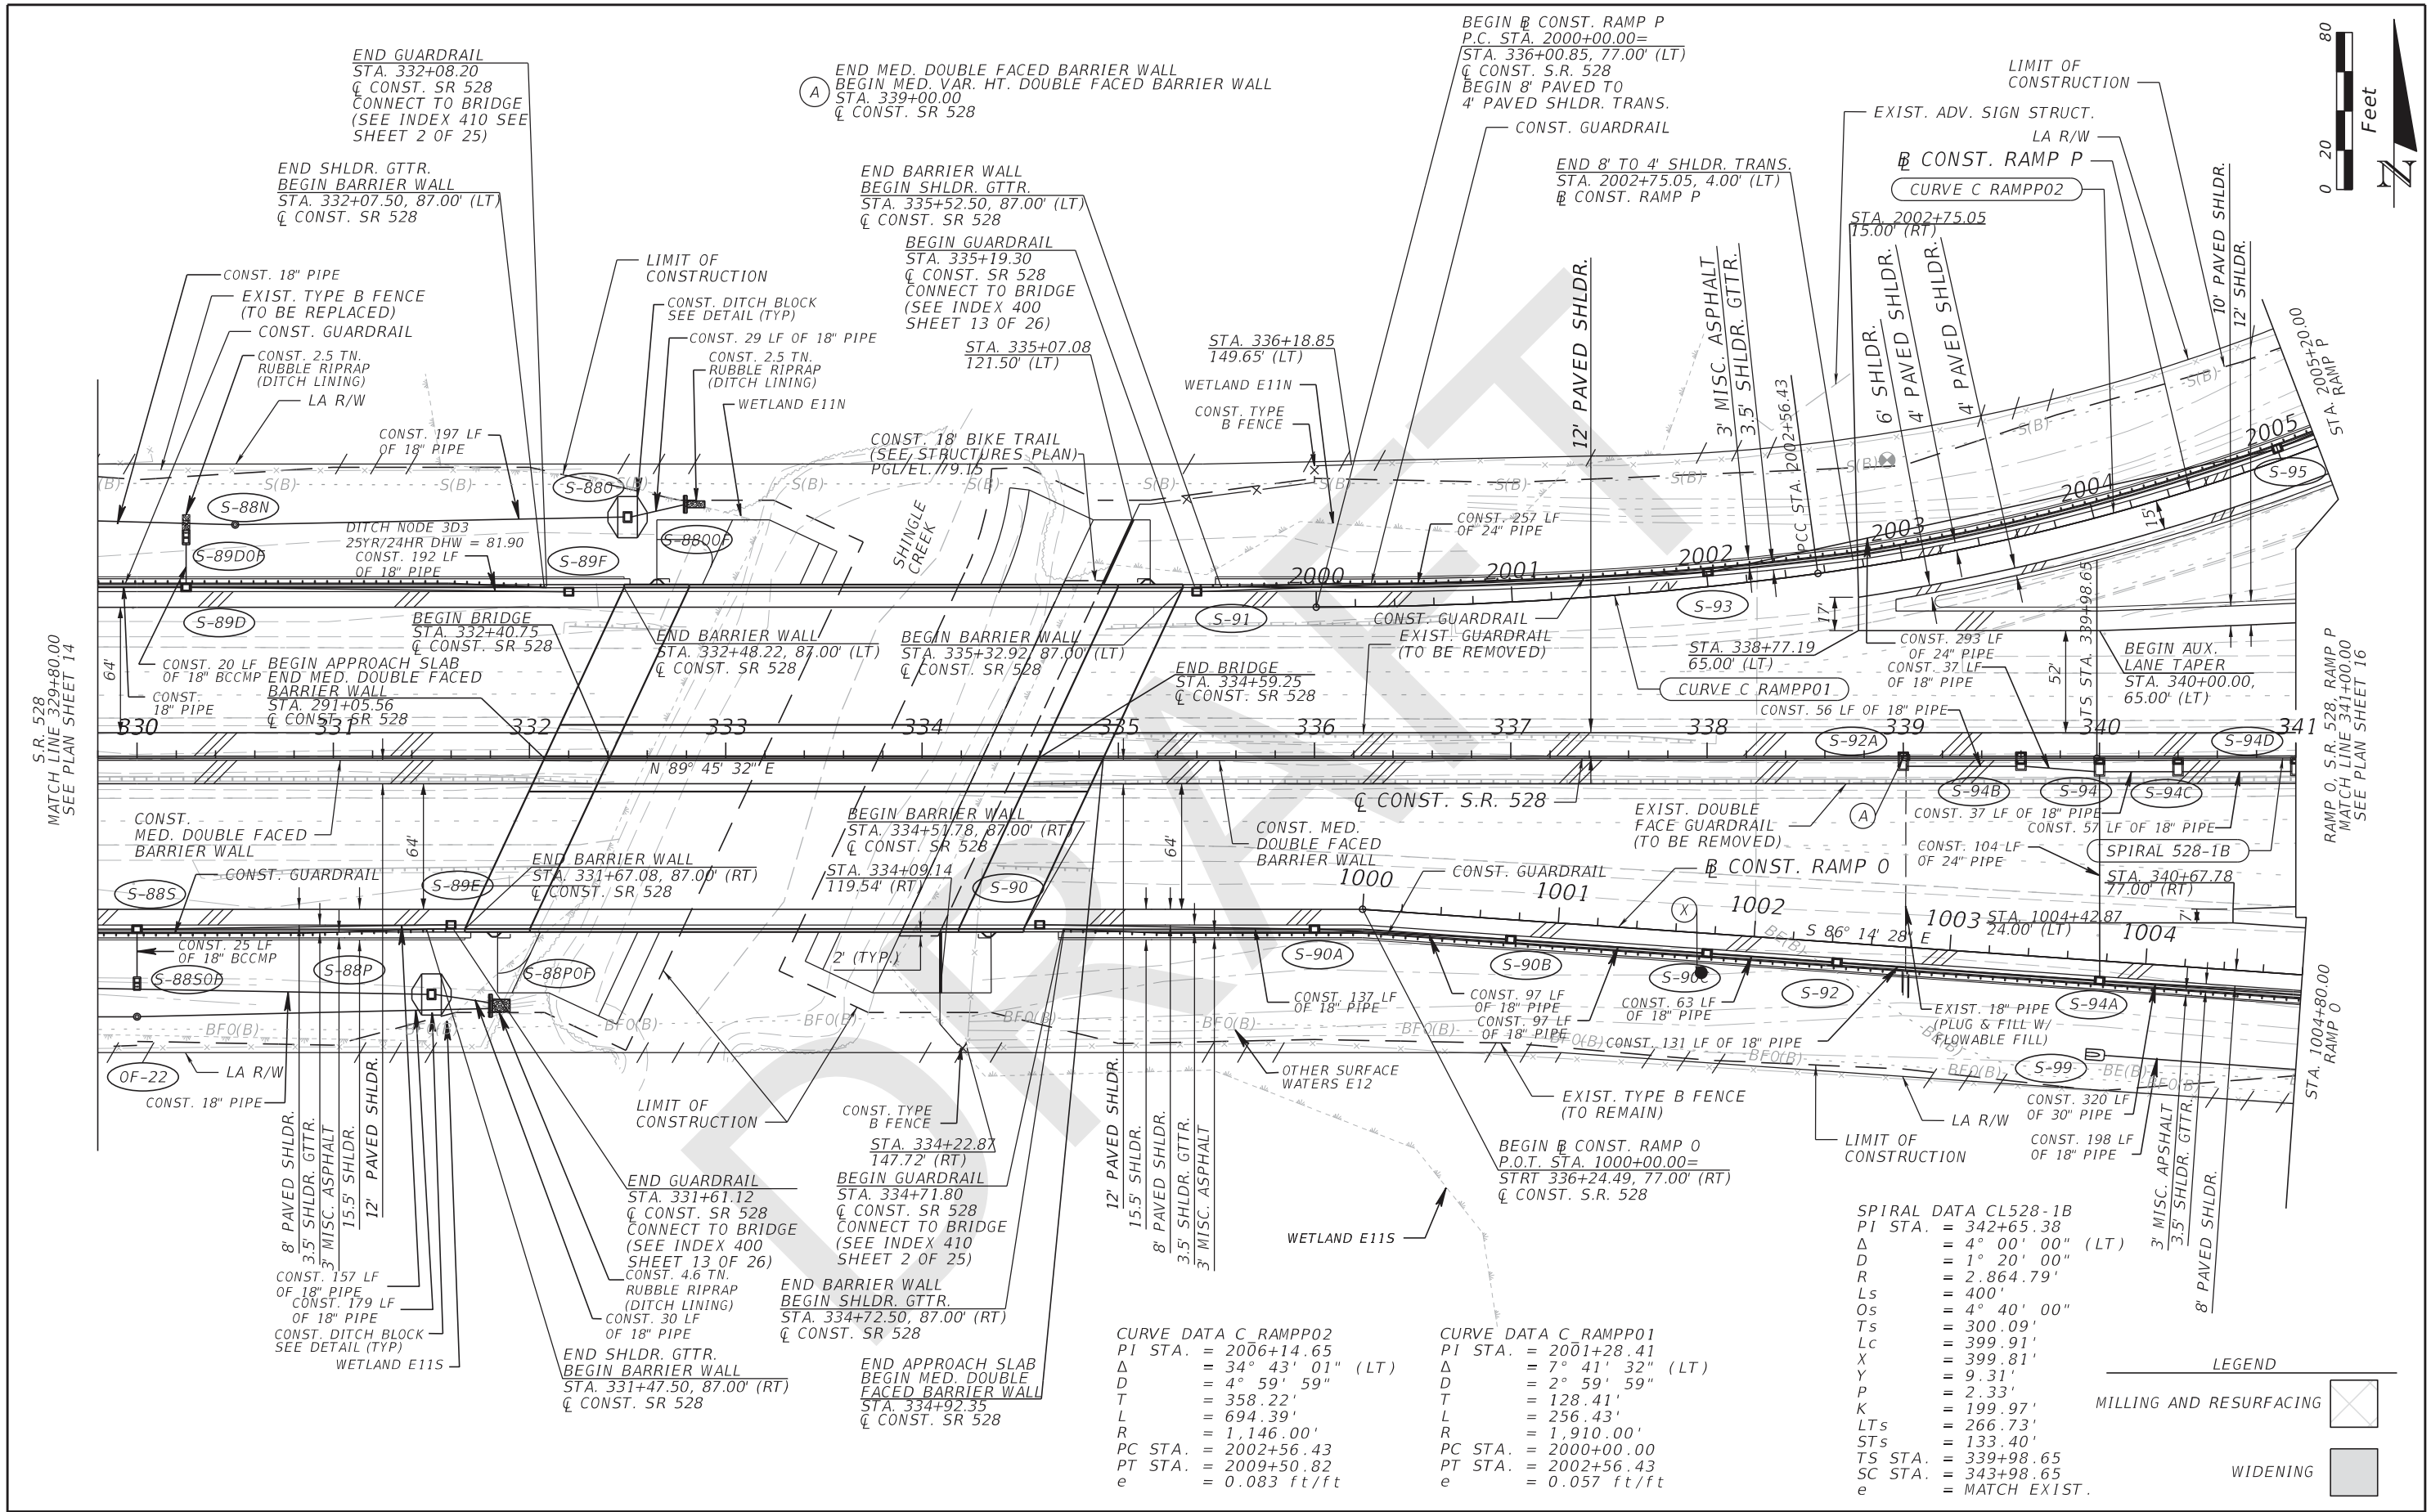 END GUARDRAIL
STA. 332+08.20
℄ CONST. SR 528
CONNECT TO BRIDGE
(SEE INDEX 410 SEE
SHEET 2 OF 25)
END SHLDR. GTTR.
BEGIN BARRIER WALL
STA. 332+07.50, 87.00' (LT)
℄ CONST. SR 528
A
END MED. DOUBLE FACED BARRIER WALL
BEGIN MED. VAR. HT. DOUBLE FACED BARRIER WALL
STA. 339+00.00
℄ CONST. SR 528
BEGIN B CONST. RAMP P
P.C. STA. 2000+00.00=
STA. 336+00.85, 77.00' (LT)
℄ CONST. S.R. 528
BEGIN 8' PAVED TO
4' PAVED SHLDR. TRANS.
CONST. GUARDRAIL
LIMIT OF
CONSTRUCTION
EXIST. ADV. SIGN STRUCT.
LA R/W
B CONST. RAMP P
CURVE C RAMPP02
0 20 80
Feet
N
END BARRIER WALL
BEGIN SHLDR. GTTR.
STA. 335+52.50, 87.00' (LT)
℄ CONST. SR 528
BEGIN GUARDRAIL
STA. 335+19.30
℄ CONST. SR 528
CONNECT TO BRIDGE
(SEE INDEX 400
SHEET 13 OF 26)
STA. 335+07.08
121.50' (LT)
END 8' TO 4' SHLDR. TRANS.
STA. 2002+75.05, 4.00' (LT)
B CONST. RAMP P
STA. 2002+75.05
15.00' (RT)
10' PAVED SHLDR.
12' SHLDR.
STA. 2005+20.00
RAMP P
CONST. 18" PIPE
EXIST. TYPE B FENCE
(TO BE REPLACED)
CONST. GUARDRAIL
CONST. 2.5 TN.
RUBBLE RIPRAP
(DITCH LINING)
LA R/W
CONST. 197 LF
OF 18" PIPE
LIMIT OF
CONSTRUCTION
CONST. DITCH BLOCK
SEE DETAIL (TYP)
CONST. 29 LF OF 18" PIPE
CONST. 2.5 TN.
RUBBLE RIPRAP
(DITCH LINING)
WETLAND E11N
CONST. 18' BIKE TRAIL
(SEE STRUCTURES PLAN)
PGL/EL. 79.15
STA. 336+18.85
149.65' (LT)
WETLAND E11N
CONST. TYPE
B FENCE
12' PAVED SHLDR.
3' MISC. ASPHALT
3.5' SHLDR. GTTR.
PCC STA. 2002+56.43
6' SHLDR.
4' PAVED SHLDR.
4' PAVED SHLDR.
S(B)
S(B)
S(B)
S(B)
S(B)
S(B)
S(B)
S(B)
S(B)
S(B)
S(B)
S(B)
S(B)
S-88N
S-880
S-89D0F
DITCH NODE 3D3
25YR/24HR DHW = 81.90
CONST. 192 LF
OF 18" PIPE
S-89F
S-880F
SHINGLE
CREEK
CONST. 257 LF
OF 24" PIPE
2000
2001
2002
2003
2004
2005
S-95
15'
S-89D
S-91
S-93
17'
BEGIN BRIDGE
STA. 332+40.75
℄ CONST. SR 528
END BARRIER WALL
STA. 332+48.22, 87.00' (LT)
℄ CONST. SR 528
BEGIN BARRIER WALL
STA. 335+32.92, 87.00' (LT)
℄ CONST. SR 528
CONST. GUARDRAIL
EXIST. GUARDRAIL
(TO BE REMOVED)
STA. 338+77.19
65.00' (LT)
CONST. 293 LF
OF 24" PIPE
CONST. 37 LF
OF 18" PIPE
TS STA. 339+98.65
BEGIN AUX.
LANE TAPER
STA. 340+00.00,
65.00' (LT)
64'
CONST. 20 LF
OF 18" BCCMP
CONST.
18" PIPE
BEGIN APPROACH SLAB
END MED. DOUBLE FACED
BARRIER WALL
STA. 291+05.56
℄ CONST. SR 528
END BRIDGE
STA. 334+59.25
℄ CONST. SR 528
CURVE C RAMPP01
CONST. 56 LF OF 18" PIPE
52'
S.R. 528
MATCH LINE 329+80.00
SEE PLAN SHEET 14
RAMP O, S.R. 528, RAMP P
MATCH LINE 341+00.00
SEE PLAN SHEET 16
330 331 332 333 334 335 336 337 338 339 340 341
S-92A
S-94D
N 89° 45' 32" E
S-94B
S-94
S-94C
CONST.
MED. DOUBLE FACED
BARRIER WALL
64'
BEGIN BARRIER WALL
STA. 334+51.78, 87.00' (RT)
℄ CONST. SR 528
64'
℄ CONST. S.R. 528
CONST. MED.
DOUBLE FACED
BARRIER WALL
EXIST. DOUBLE
FACE GUARDRAIL
(TO BE REMOVED)
A
CONST. 37 LF OF 18" PIPE
CONST. 57 LF OF 18" PIPE
CONST. 104 LF
OF 24" PIPE
SPIRAL 528-1B
S-88S
CONST. GUARDRAIL
S-89E
END BARRIER WALL
STA. 331+67.08, 87.00' (RT)
℄ CONST. SR 528
STA. 334+09.14
119.54' (RT)
S-90
1000
CONST. GUARDRAIL
B CONST. RAMP O
1001
1002
1003
1004
X
STA. 340+67.78
77.00' (RT)
7'
STA. 1004+42.87
24.00' (LT)
S 86° 14' 28" E
BE(B)
CONST. 25 LF
OF 18" BCCMP
S-88S0F
S-88P
S-88P0F
2' (TYP.)
S-90A
S-90B
S-90C
S-92
S-94A
CONST. 137 LF
OF 18" PIPE
CONST. 97 LF
OF 18" PIPE
CONST. 97 LF
OF 18" PIPE
CONST. 63 LF
OF 18" PIPE
CONST. 131 LF OF 18" PIPE
EXIST. 18" PIPE
(PLUG & FILL W/
FLOWABLE FILL)
BFO(B)
BFO(B)
BFO(B)
BFO(B)
BFO(B)
BFO(B)
BFO(B)
BFO(B)
BFO(B)
BFO(B)
BFO(B)
BE(B)
BE(B)
S-99
STA. 1004+80.00
RAMP O
OF-22
LA R/W
CONST. 18" PIPE
OTHER SURFACE
WATERS E12
EXIST. TYPE B FENCE
(TO REMAIN)
LA R/W
LIMIT OF
CONSTRUCTION
CONST. 320 LF
OF 30" PIPE
CONST. 198 LF
OF 18" PIPE
8' PAVED SHLDR.
3.5' SHLDR. GTTR.
3' MISC. ASPHALT
15.5' SHLDR.
12' PAVED SHLDR.
LIMIT OF
CONSTRUCTION
CONST. TYPE
B FENCE
STA. 334+22.87
147.72' (RT)
12' PAVED SHLDR.
15.5' SHLDR.
8' PAVED SHLDR.
3.5' SHLDR. GTTR.
3' MISC. ASPHALT
BEGIN B CONST. RAMP O
P.O.T. STA. 1000+00.00=
STRT 336+24.49, 77.00' (RT)
℄ CONST. S.R. 528
3' MISC. APSHALT
3.5' SHLDR. GTTR.
8' PAVED SHLDR.
WETLAND E11S
END GUARDRAIL
STA. 331+61.12
℄ CONST. SR 528
CONNECT TO BRIDGE
(SEE INDEX 400
SHEET 13 OF 26)
BEGIN GUARDRAIL
STA. 334+71.80
℄ CONST. SR 528
CONNECT TO BRIDGE
(SEE INDEX 410
SHEET 2 OF 25)
CONST. 157 LF
OF 18" PIPE
CONST. 179 LF
OF 18" PIPE
CONST. DITCH BLOCK
SEE DETAIL (TYP)
WETLAND E11S
CONST. 4.6 TN.
RUBBLE RIPRAP
(DITCH LINING)
CONST. 30 LF
OF 18" PIPE
END SHLDR. GTTR.
BEGIN BARRIER WALL
STA. 331+47.50, 87.00' (RT)
℄ CONST. SR 528
END BARRIER WALL
BEGIN SHLDR. GTTR.
STA. 334+72.50, 87.00' (RT)
℄ CONST. SR 528
END APPROACH SLAB
BEGIN MED. DOUBLE
FACED BARRIER WALL
STA. 334+92.35
℄ CONST. SR 528
CURVE DATA C_RAMPP02
PI STA. = 2006+14.65
Δ = 34° 43' 01" (LT)
D = 4° 59' 59"
T = 358.22'
L = 694.39'
R = 1,146.00'
PC STA. = 2002+56.43
PT STA. = 2009+50.82
e = 0.083 ft/ft
CURVE DATA C_RAMPP01
PI STA. = 2001+28.41
Δ = 7° 41' 32" (LT)
D = 2° 59' 59"
T = 128.41'
L = 256.43'
R = 1,910.00'
PC STA. = 2000+00.00
PT STA. = 2002+56.43
e = 0.057 ft/ft
SPIRAL DATA CL528-1B
PI STA. = 342+65.38
Δ = 4° 00' 00" (LT)
D = 1° 20' 00"
R = 2.864.79'
Ls = 400'
Os = 4° 40' 00"
Ts = 300.09'
Lc = 399.91'
X = 399.81'
Y = 9.31'
P = 2.33'
K = 199.97'
LTs = 266.73'
STs = 133.40'
TS STA. = 339+98.65
SC STA. = 343+98.65
e = MATCH EXIST.
LEGEND
MILLING AND RESURFACING
WIDENING
DRAFT